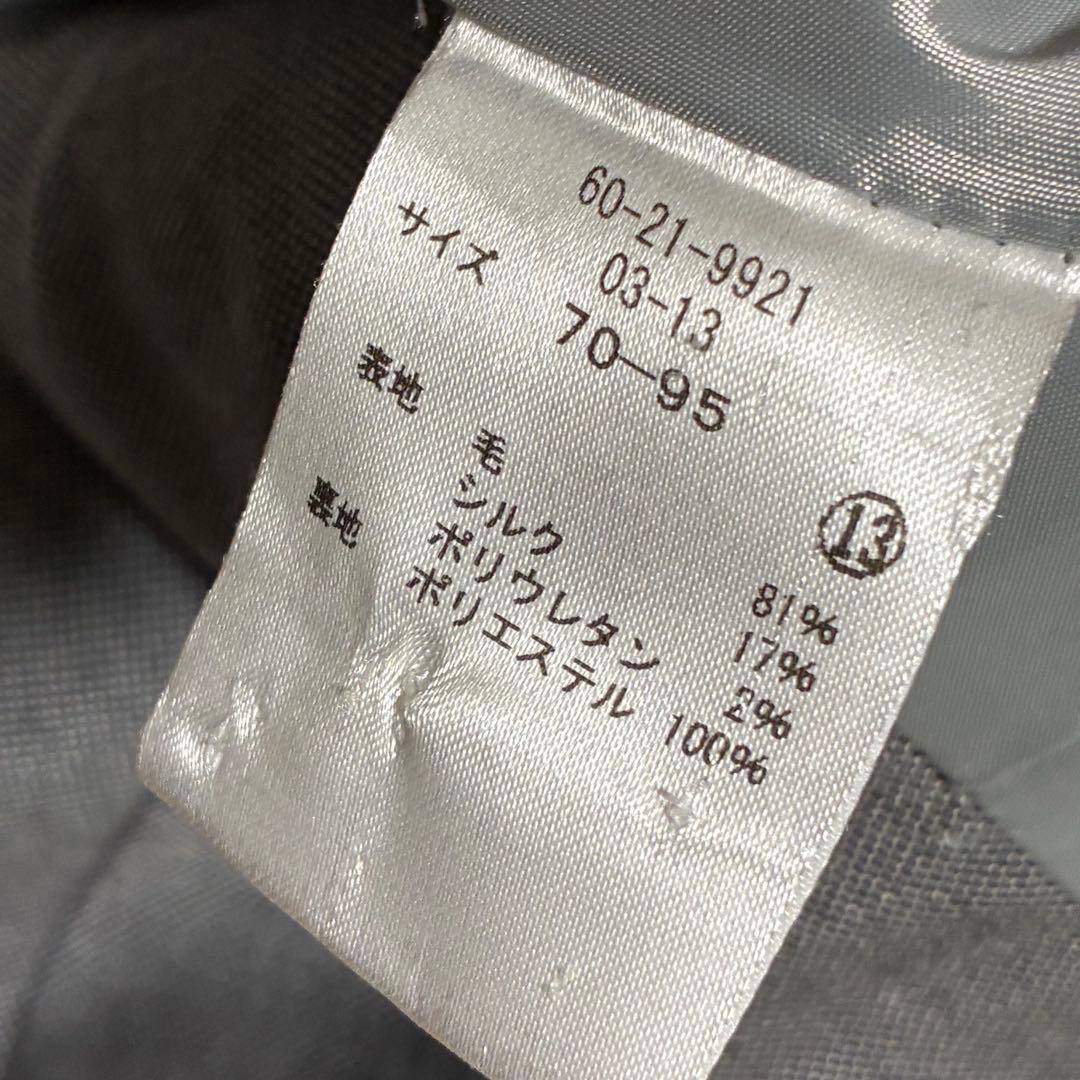 60-21-9921
03-13
サイズ 70-95
⑬
表地 毛 81%
シルク 17%
ポリウレタン 2%
裏地 ポリエステル 100%